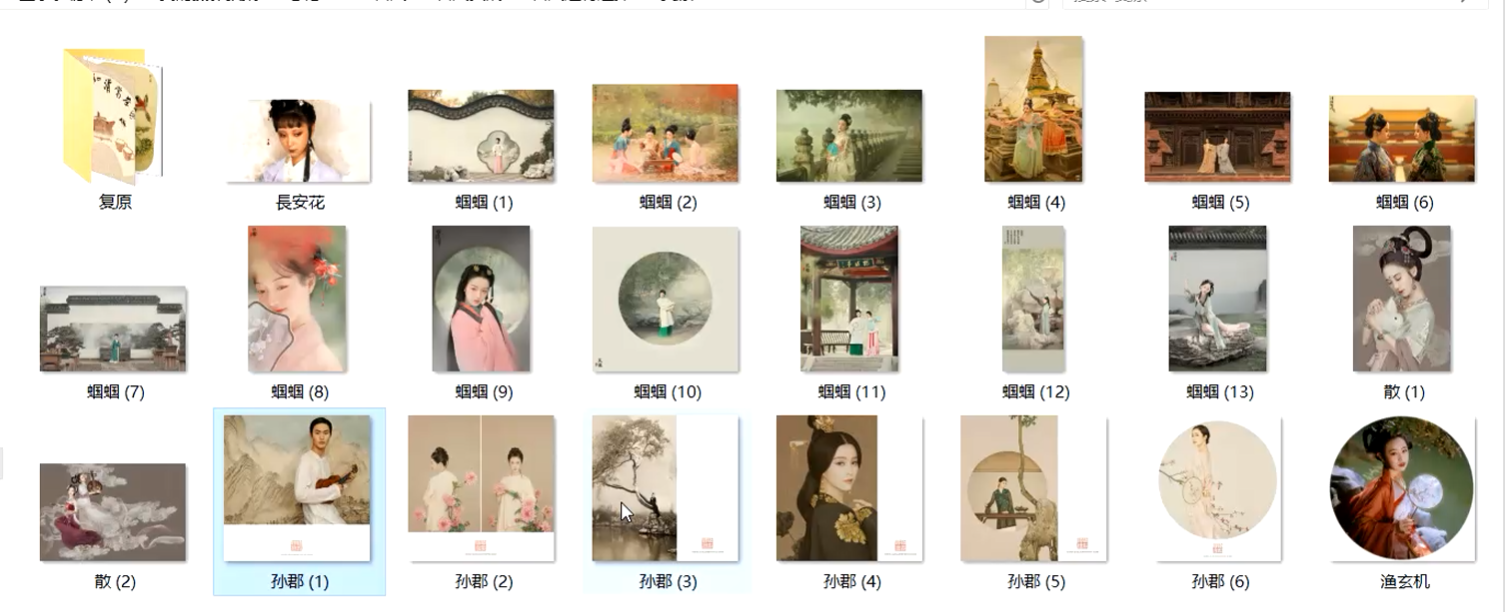 复原
長安花
蝈蝈 (1)
蝈蝈 (2)
蝈蝈 (3)
蝈蝈 (4)
蝈蝈 (5)
蝈蝈 (6)
蝈蝈 (7)
蝈蝈 (8)
蝈蝈 (9)
蝈蝈 (10)
蝈蝈 (11)
蝈蝈 (12)
蝈蝈 (13)
散 (1)
散 (2)
孙郡 (1)
孙郡 (2)
孙郡 (3)
孙郡 (4)
孙郡 (5)
孙郡 (6)
渔玄机